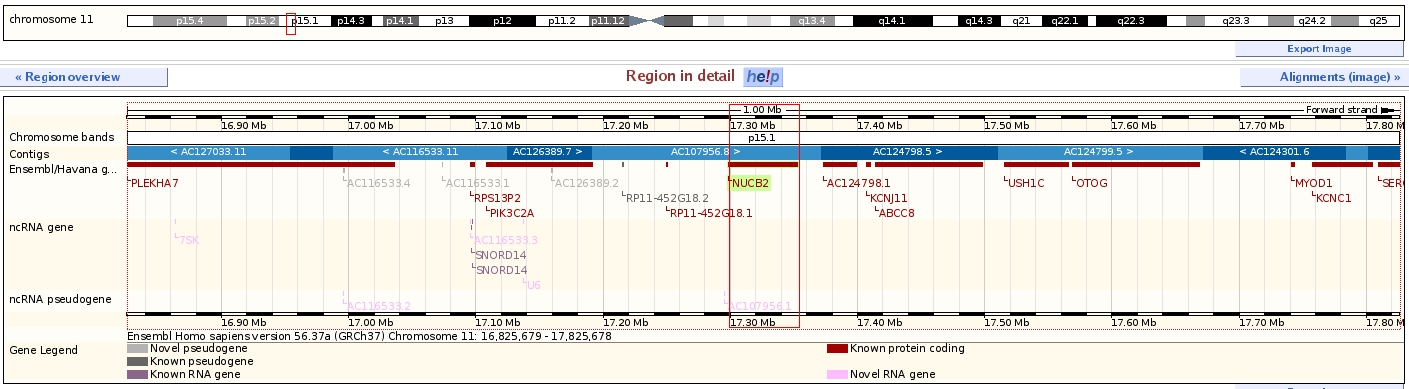 chromosome 11 p15.4 p15.2 p15.1 p14.3 p14.1 p13 p12 p11.2 p11.12 q13.4 q14.1 q14.3 q21 q22.1 q22.3 q23.3 q24.2 q25
Export Image
« Region overview Region in detail help Alignments (image) »
1.00 Mb Forward strand
16.90 Mb 17.00 Mb 17.10 Mb 17.20 Mb 17.30 Mb 17.40 Mb 17.50 Mb 17.60 Mb 17.70 Mb 17.80 M
Chromosome bands p15.1
Contigs < AC127033.11 < AC116533.11 AC126389.7 > AC107956.8 > AC124798.5 > AC124799.5 > AC124301.6
Ensembl/Havana g...
PLEKHA7 AC116533.4 AC116533.1 AC126389.2 NUCB2 AC124798.1 USH1C OTOG MYOD1 SER
RPS13P2 RP11-452G18.2 KCNJ11 KCNC1
PIK3C2A RP11-452G18.1 ABCC8
ncRNA gene
7SK AC116533.3
SNORD14
SNORD14
U6
ncRNA pseudogene
AC116533.2 AC107956.1
16.90 Mb 17.00 Mb 17.10 Mb 17.20 Mb 17.30 Mb 17.40 Mb 17.50 Mb 17.60 Mb 17.70 Mb 17.80 M
Ensembl Homo sapiens version 56.37a (GRCh37) Chromosome 11: 16,825,679 - 17,825,678
Gene Legend Novel pseudogene Known protein coding
Known pseudogene
Known RNA gene Novel RNA gene